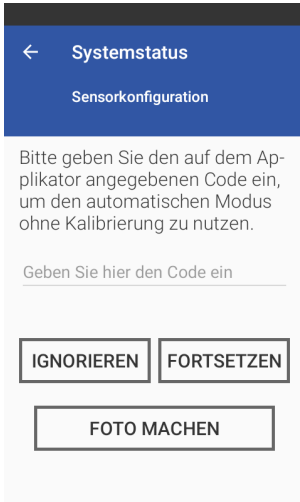 Systemstatus
Sensorkonfiguration
Bitte geben Sie den auf dem Ap-
plikator angegebenen Code ein,
um den automatischen Modus
ohne Kalibrierung zu nutzen.
Geben Sie hier den Code ein
IGNORIEREN FORTSETZEN
FOTO MACHEN